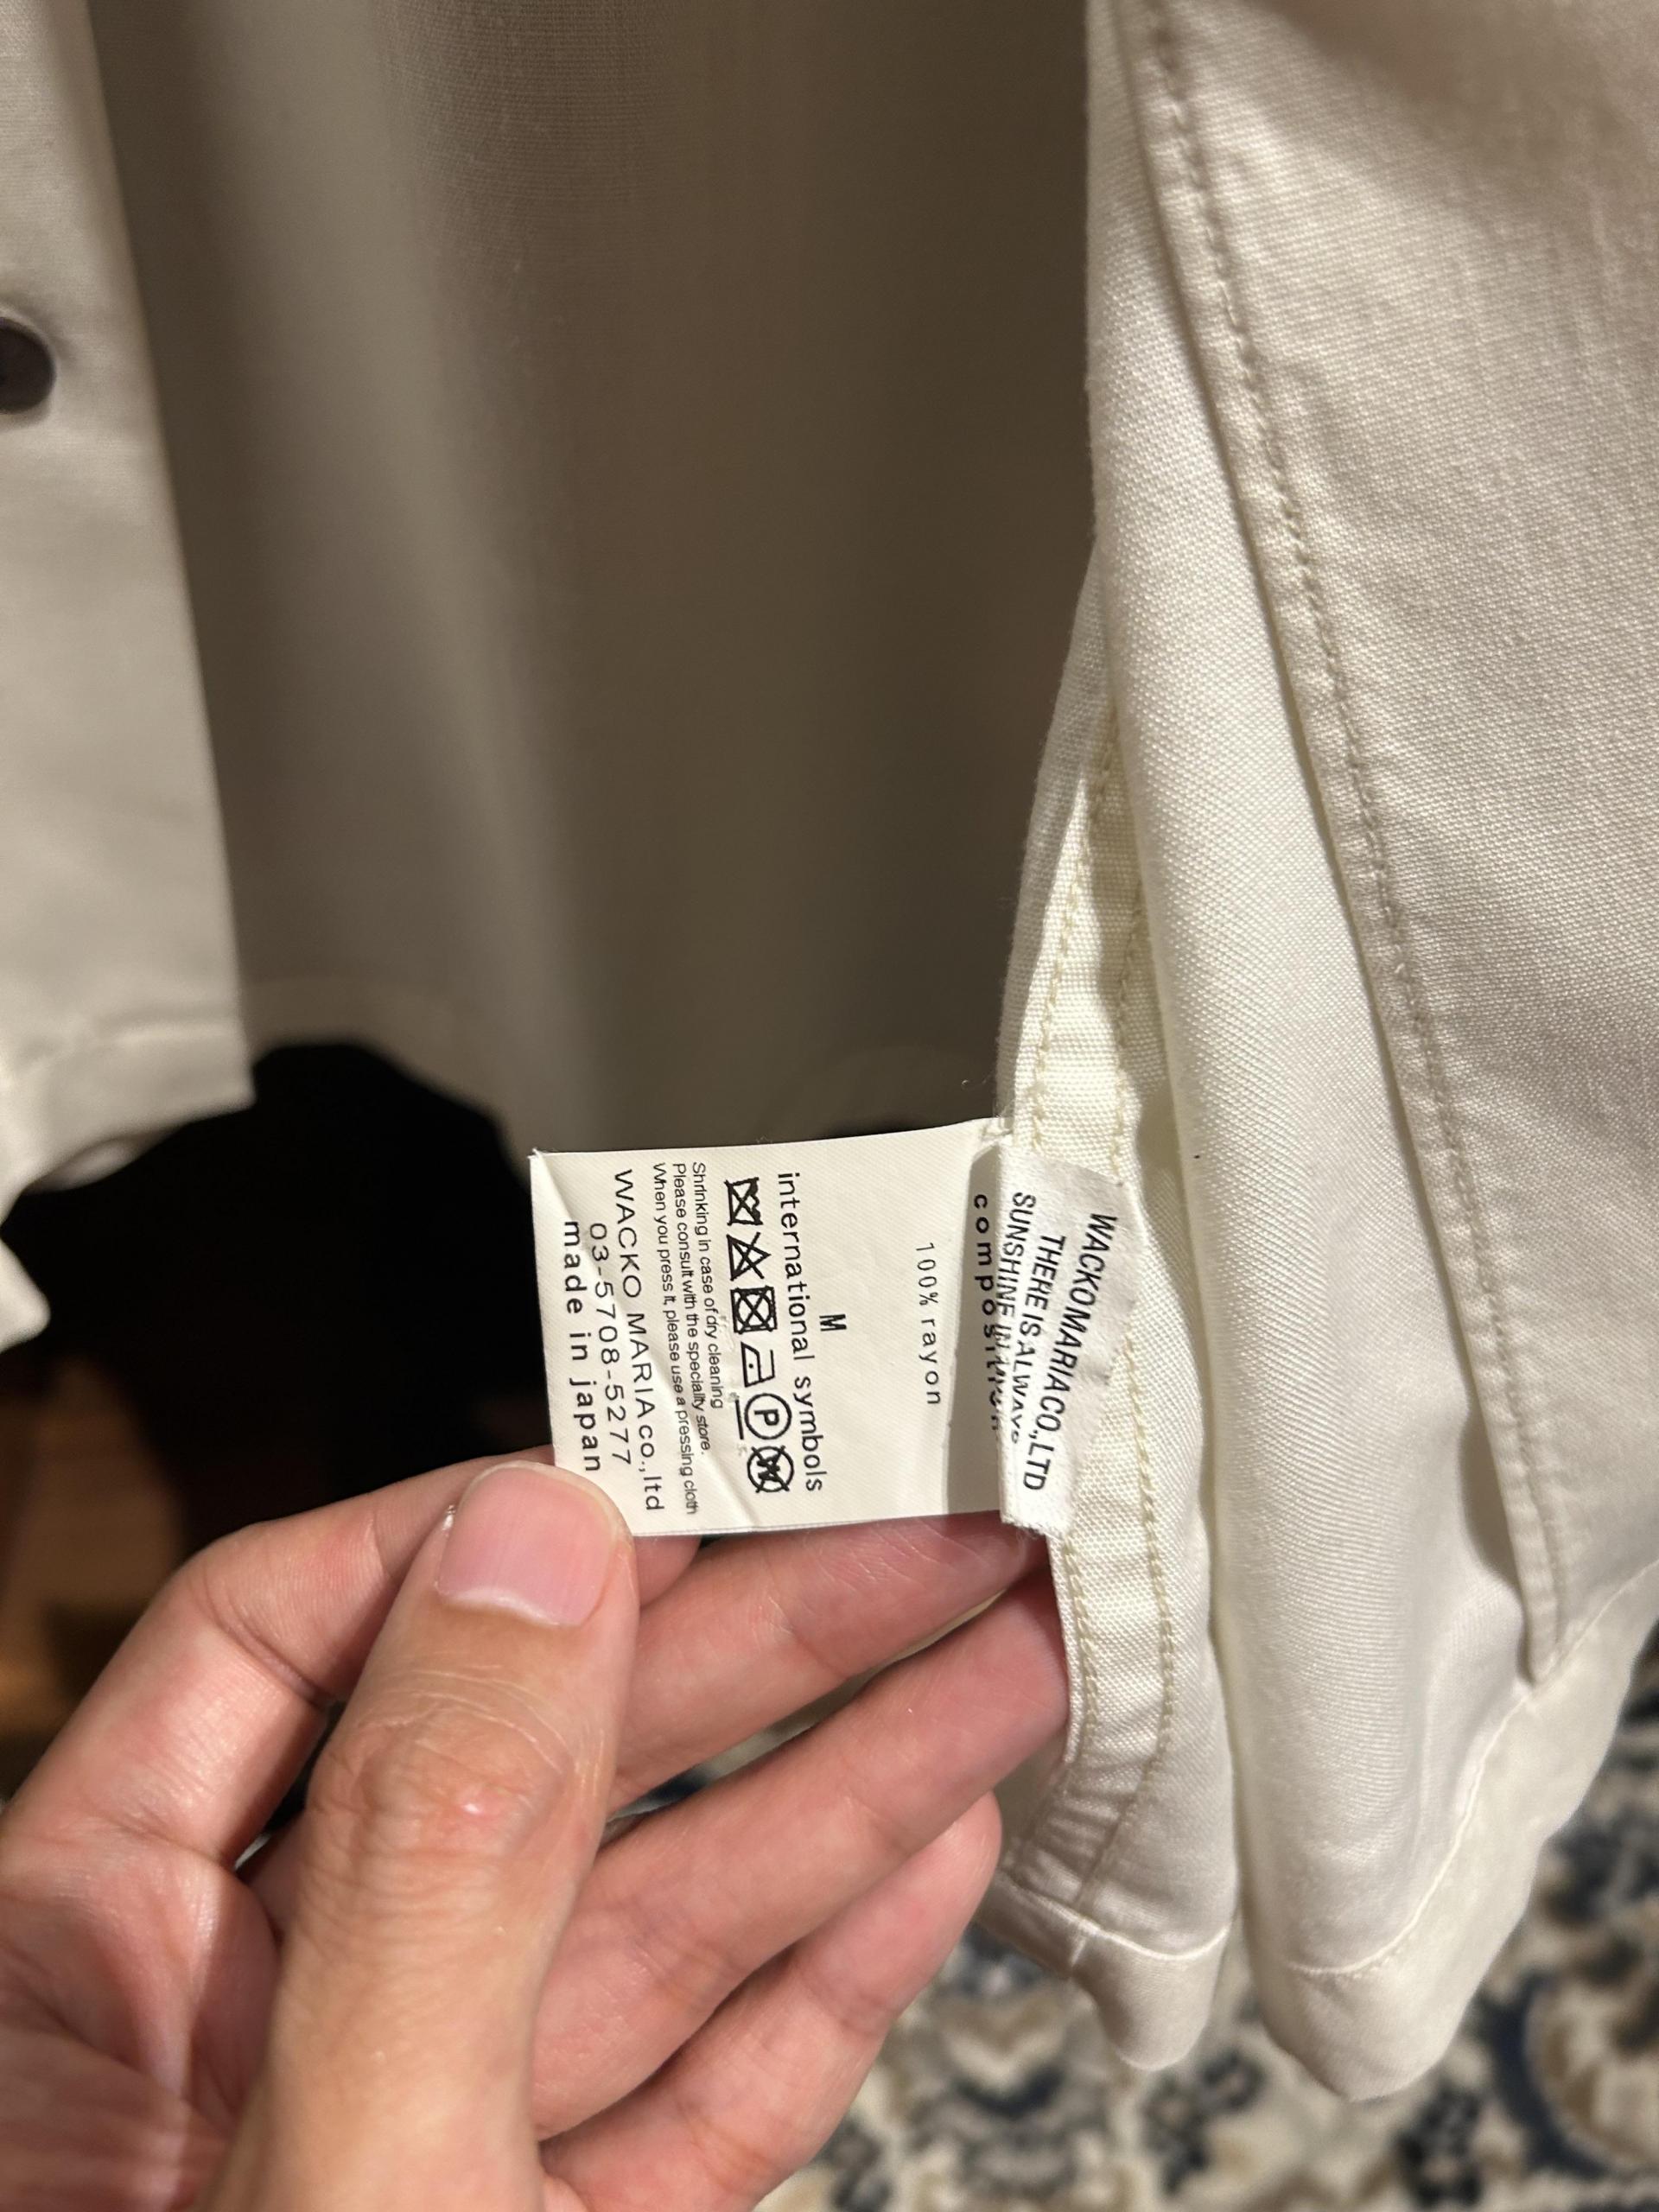 WACKOMARIACO.,LTD
THERE IS ALWAYS
SUNSHINE IN
composition
100% rayon
M
international symbols
P
W
Shrinking in case of dry cleaning
Please consult with the speciality store.
When you press it, please use a pressing cloth
WACKO MARIA co.,ltd
03-5708-5277
made in japan